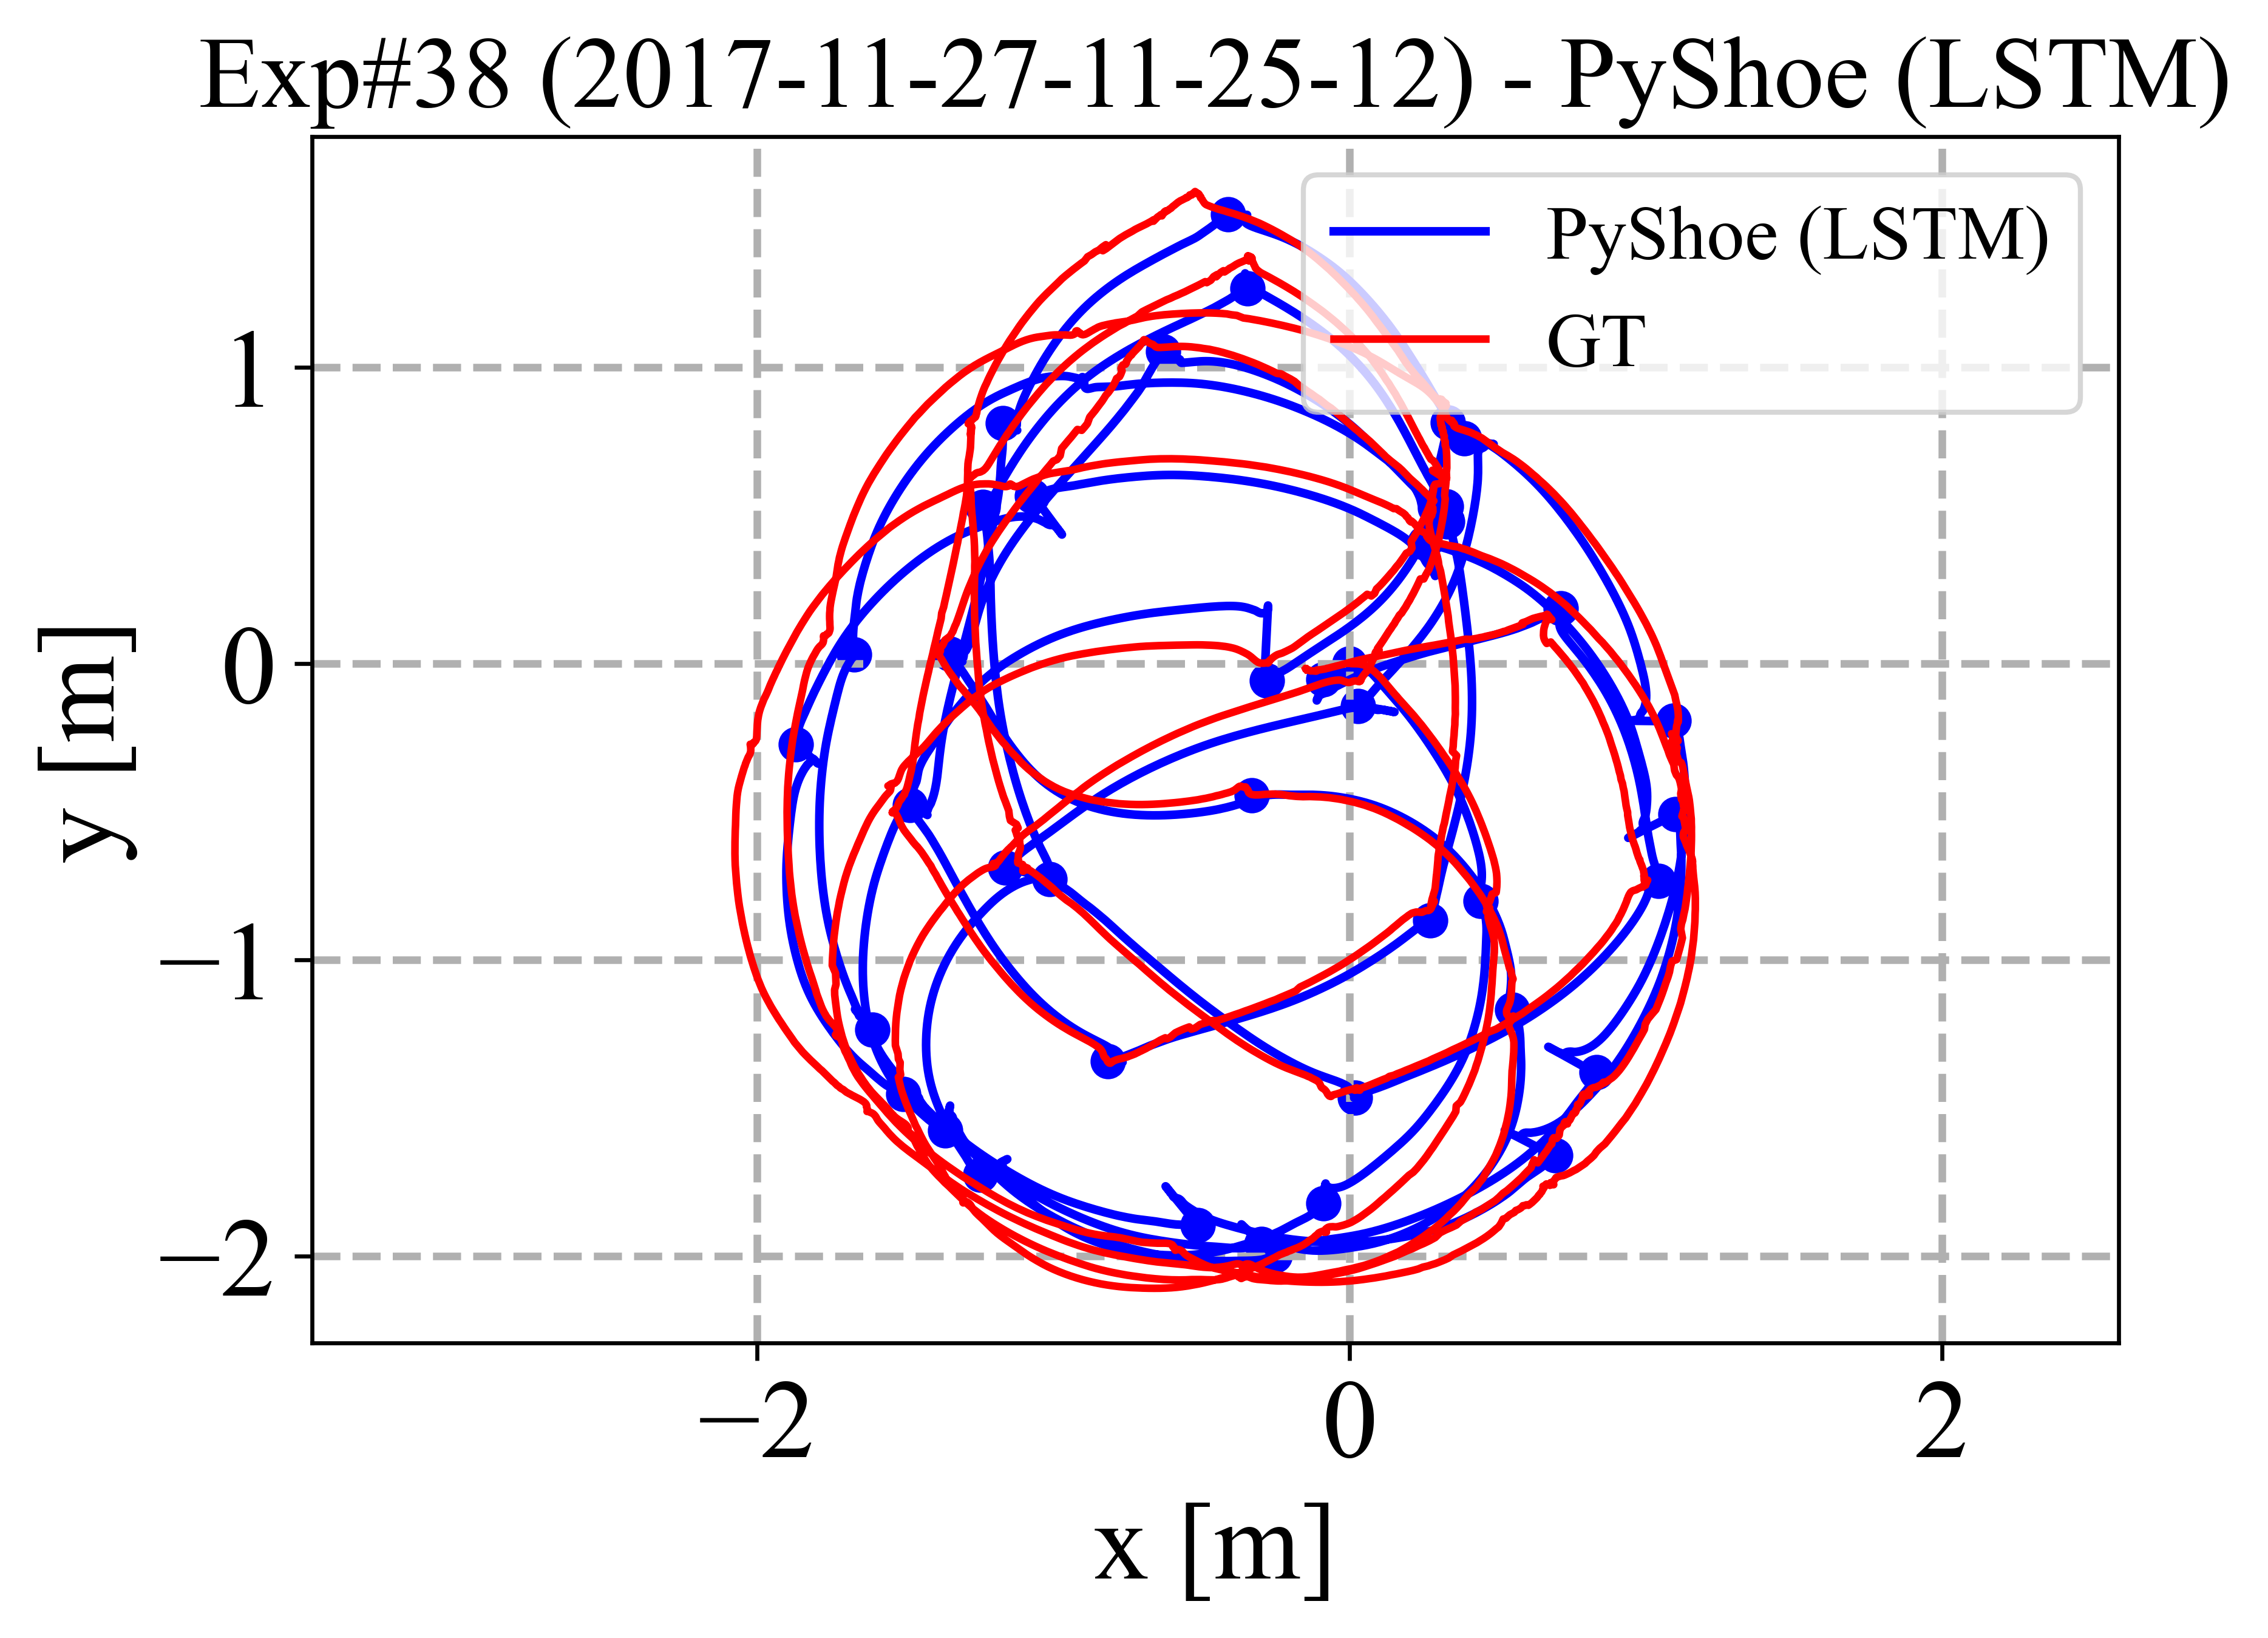 Exp#38 (2017-11-27-11-25-12) - PyShoe (LSTM)
PyShoe (LSTM)
GT
1
0
−1
−2
y [m]
−2
0
2
x [m]